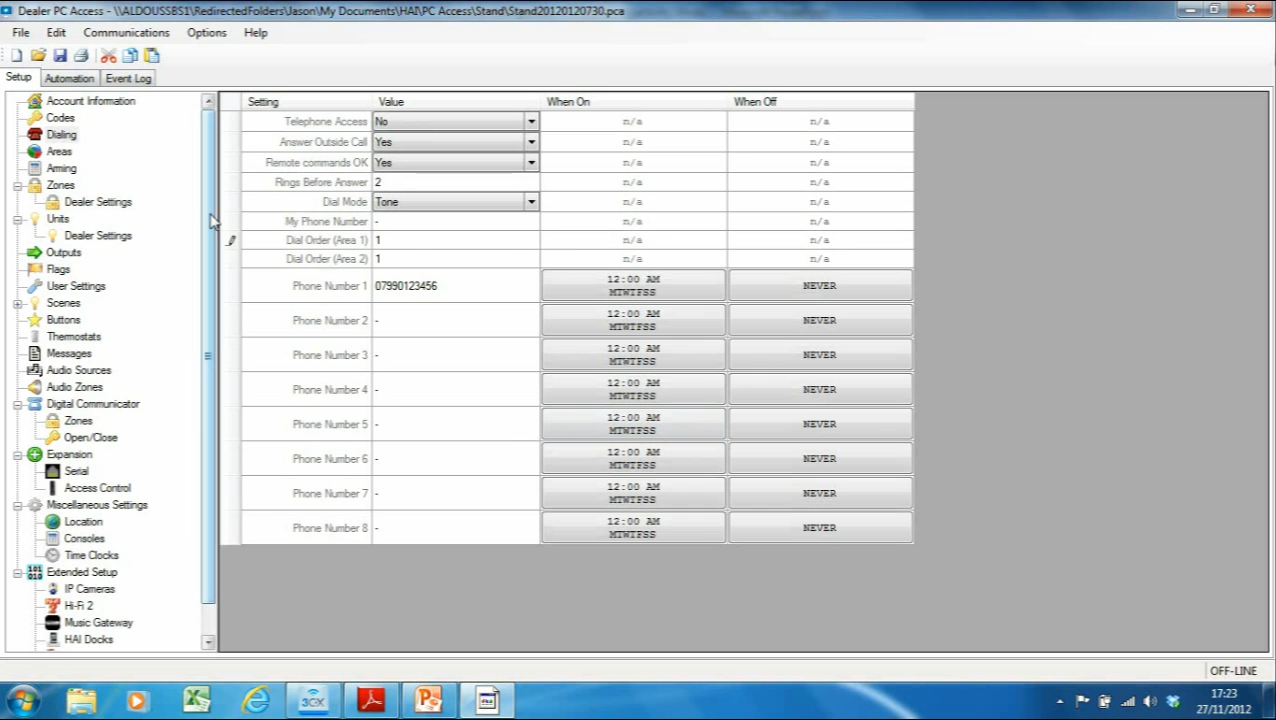 Dealer PC Access - \\ALDOUSSBS1\RedirectedFolders\Jason\My Documents\HAI\PC Access\Stand\Stand20120120730.pca
File Edit Communications Options Help
Setup Automation Event Log
Account Information
Codes
Dialing
Areas
Arming
Zones
Dealer Settings
Units
Dealer Settings
Outputs
Flags
User Settings
Scenes
Buttons
Thermostats
Messages
Audio Sources
Audio Zones
Digital Communicator
Zones
Open/Close
Expansion
Serial
Access Control
Miscellaneous Settings
Location
Consoles
Time Clocks
Extended Setup
IP Cameras
Hi-Fi 2
Music Gateway
HAI Docks
Setting Value When On When Off
Telephone Access No n/a n/a
Answer Outside Call Yes n/a n/a
Remote commands OK Yes n/a n/a
Rings Before Answer 2 n/a n/a
Dial Mode Tone n/a n/a
My Phone Number - n/a n/a
Dial Order (Area 1) 1 n/a n/a
Dial Order (Area 2) 1 n/a n/a
Phone Number 1 07990123456 12:00 AM MTWTFSS NEVER
Phone Number 2 - 12:00 AM MTWTFSS NEVER
Phone Number 3 - 12:00 AM MTWTFSS NEVER
Phone Number 4 - 12:00 AM MTWTFSS NEVER
Phone Number 5 - 12:00 AM MTWTFSS NEVER
Phone Number 6 - 12:00 AM MTWTFSS NEVER
Phone Number 7 - 12:00 AM MTWTFSS NEVER
Phone Number 8 - 12:00 AM MTWTFSS NEVER
OFF-LINE
3CX
17:23
27/11/2012